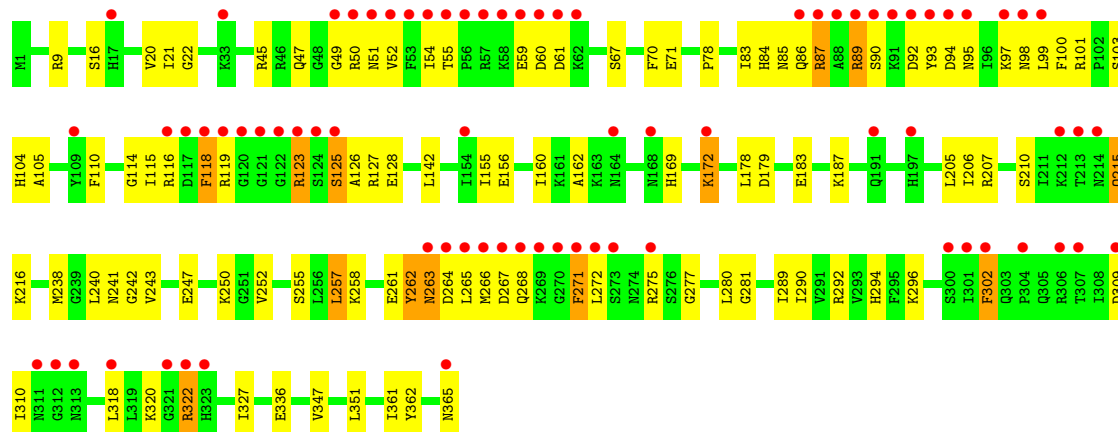 M1 R9 S16 H17 V20 I21 G22 K33 R45 R46 Q47 G48 G49 R50 N51 V52 F53 I54 T55 P56 R57 K58 E59 D60 D61 K62 S67 F70 E71 P78 I83 H84 N85 Q86 R87 A88 R89 S90 K91 D92 Y93 D94 N95 I96 K97 N98 L99 F100 R101 P102 S103
H104 A105 Y109 F110 G114 I115 R116 D117 F118 R119 G120 G121 G122 R123 S124 S125 A126 R127 E128 L142 I154 I155 E156 I160 K161 A162 K163 N164 N168 H169 K172 L178 D179 E183 K187 Q191 H197 L205 I206 R207 S210 I211 K212 T213 N214
K216 M238 G239 L240 N241 G242 V243 E247 K250 G251 V252 S255 L256 L257 K258 E261 Y262 N263 D264 L265 M266 D267 Q268 K269 G270 F271 L272 S273 N274 R275 S276 G277 L280 G281 I289 I290 V291 R292 V293 H294 F295 K296 S300 I301 F302 Q303 P304 Q305 R306 T307 I308 D309
I310 N311 G312 N313 L318 L319 K320 G321 R322 H323 I327 E336 V347 L351 I361 Y362 N365